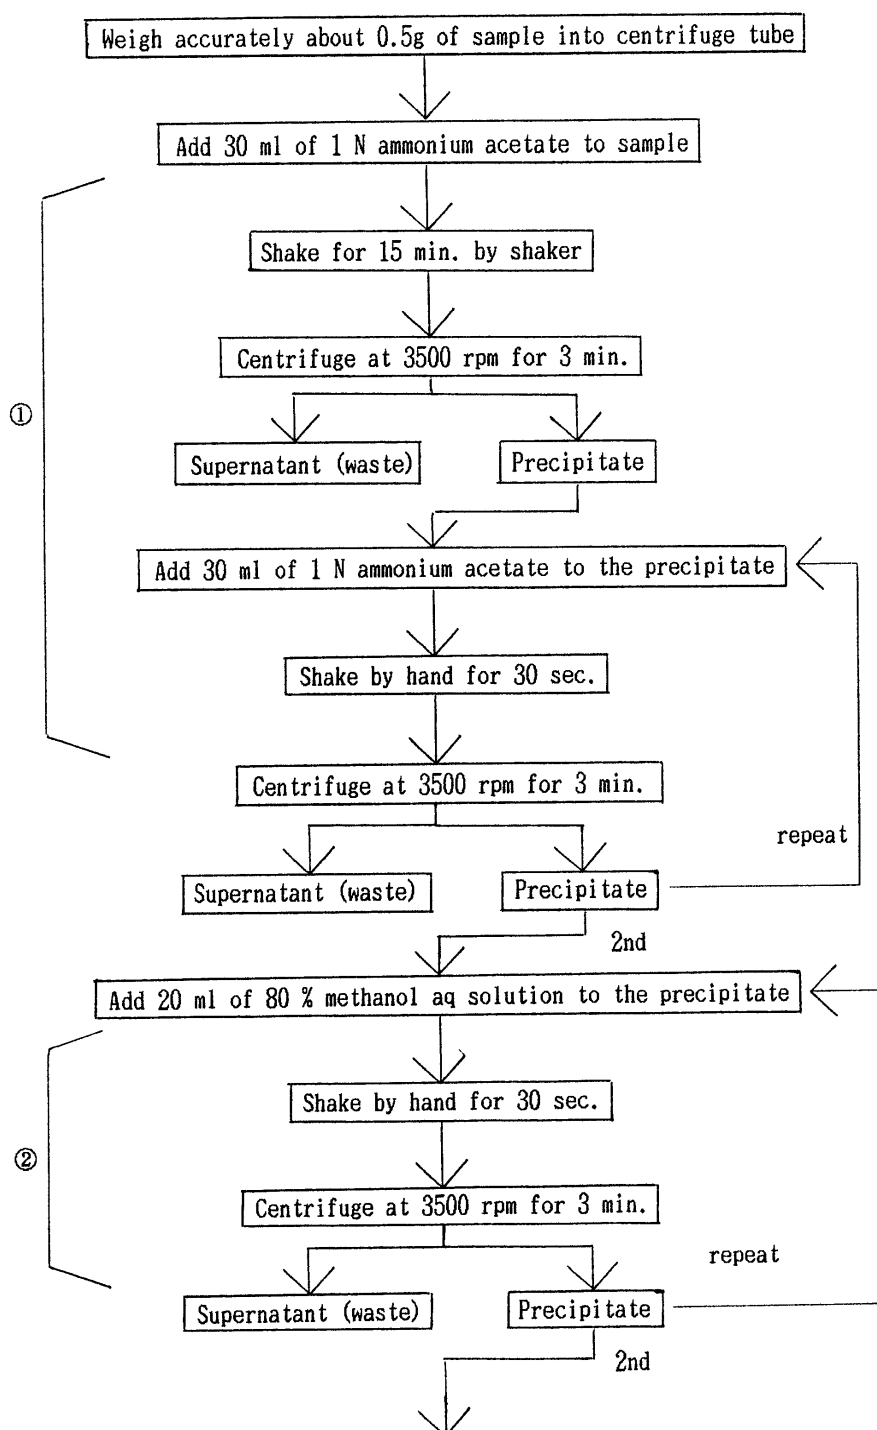 Weigh accurately about 0.5g of sample into centrifuge tube
Add 30 ml of 1 N ammonium acetate to sample
Shake for 15 min. by shaker
Centrifuge at 3500 rpm for 3 min.
①
Supernatant (waste)
Precipitate
Add 30 ml of 1 N ammonium acetate to the precipitate
Shake by hand for 30 sec.
Centrifuge at 3500 rpm for 3 min.
repeat
Supernatant (waste)
Precipitate
2nd
Add 20 ml of 80 % methanol aq solution to the precipitate
Shake by hand for 30 sec.
②
Centrifuge at 3500 rpm for 3 min.
repeat
Supernatant (waste)
Precipitate
2nd